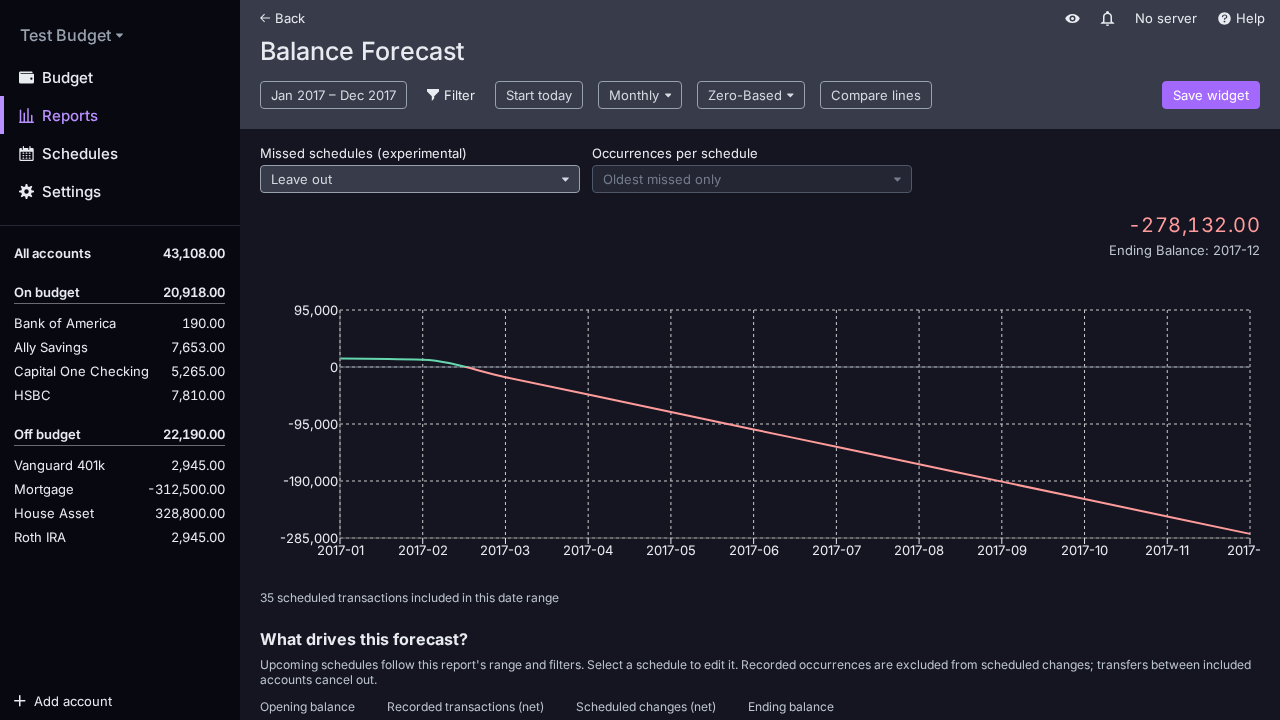 Test Budget
Budget
Reports
Schedules
Settings
All accounts 43,108.00
On budget 20,918.00
Bank of America 190.00
Ally Savings 7,653.00
Capital One Checking 5,265.00
HSBC 7,810.00
Off budget 22,190.00
Vanguard 401k 2,945.00
Mortgage -312,500.00
House Asset 328,800.00
Roth IRA 2,945.00
Add account
Back
No server
Help
Balance Forecast
Jan 2017 – Dec 2017
Filter
Start today
Monthly
Zero-Based
Compare lines
Save widget
Missed schedules (experimental)
Leave out
Occurrences per schedule
Oldest missed only
-278,132.00
Ending Balance: 2017-12
95,000
0
-95,000
-190,000
-285,000
2017-01 2017-02 2017-03 2017-04 2017-05 2017-06 2017-07 2017-08 2017-09 2017-10 2017-11 2017-
35 scheduled transactions included in this date range
What drives this forecast?
Upcoming schedules follow this report's range and filters. Select a schedule to edit it. Recorded occurrences are excluded from scheduled changes; transfers between included
accounts cancel out.
Opening balance Recorded transactions (net) Scheduled changes (net) Ending balance